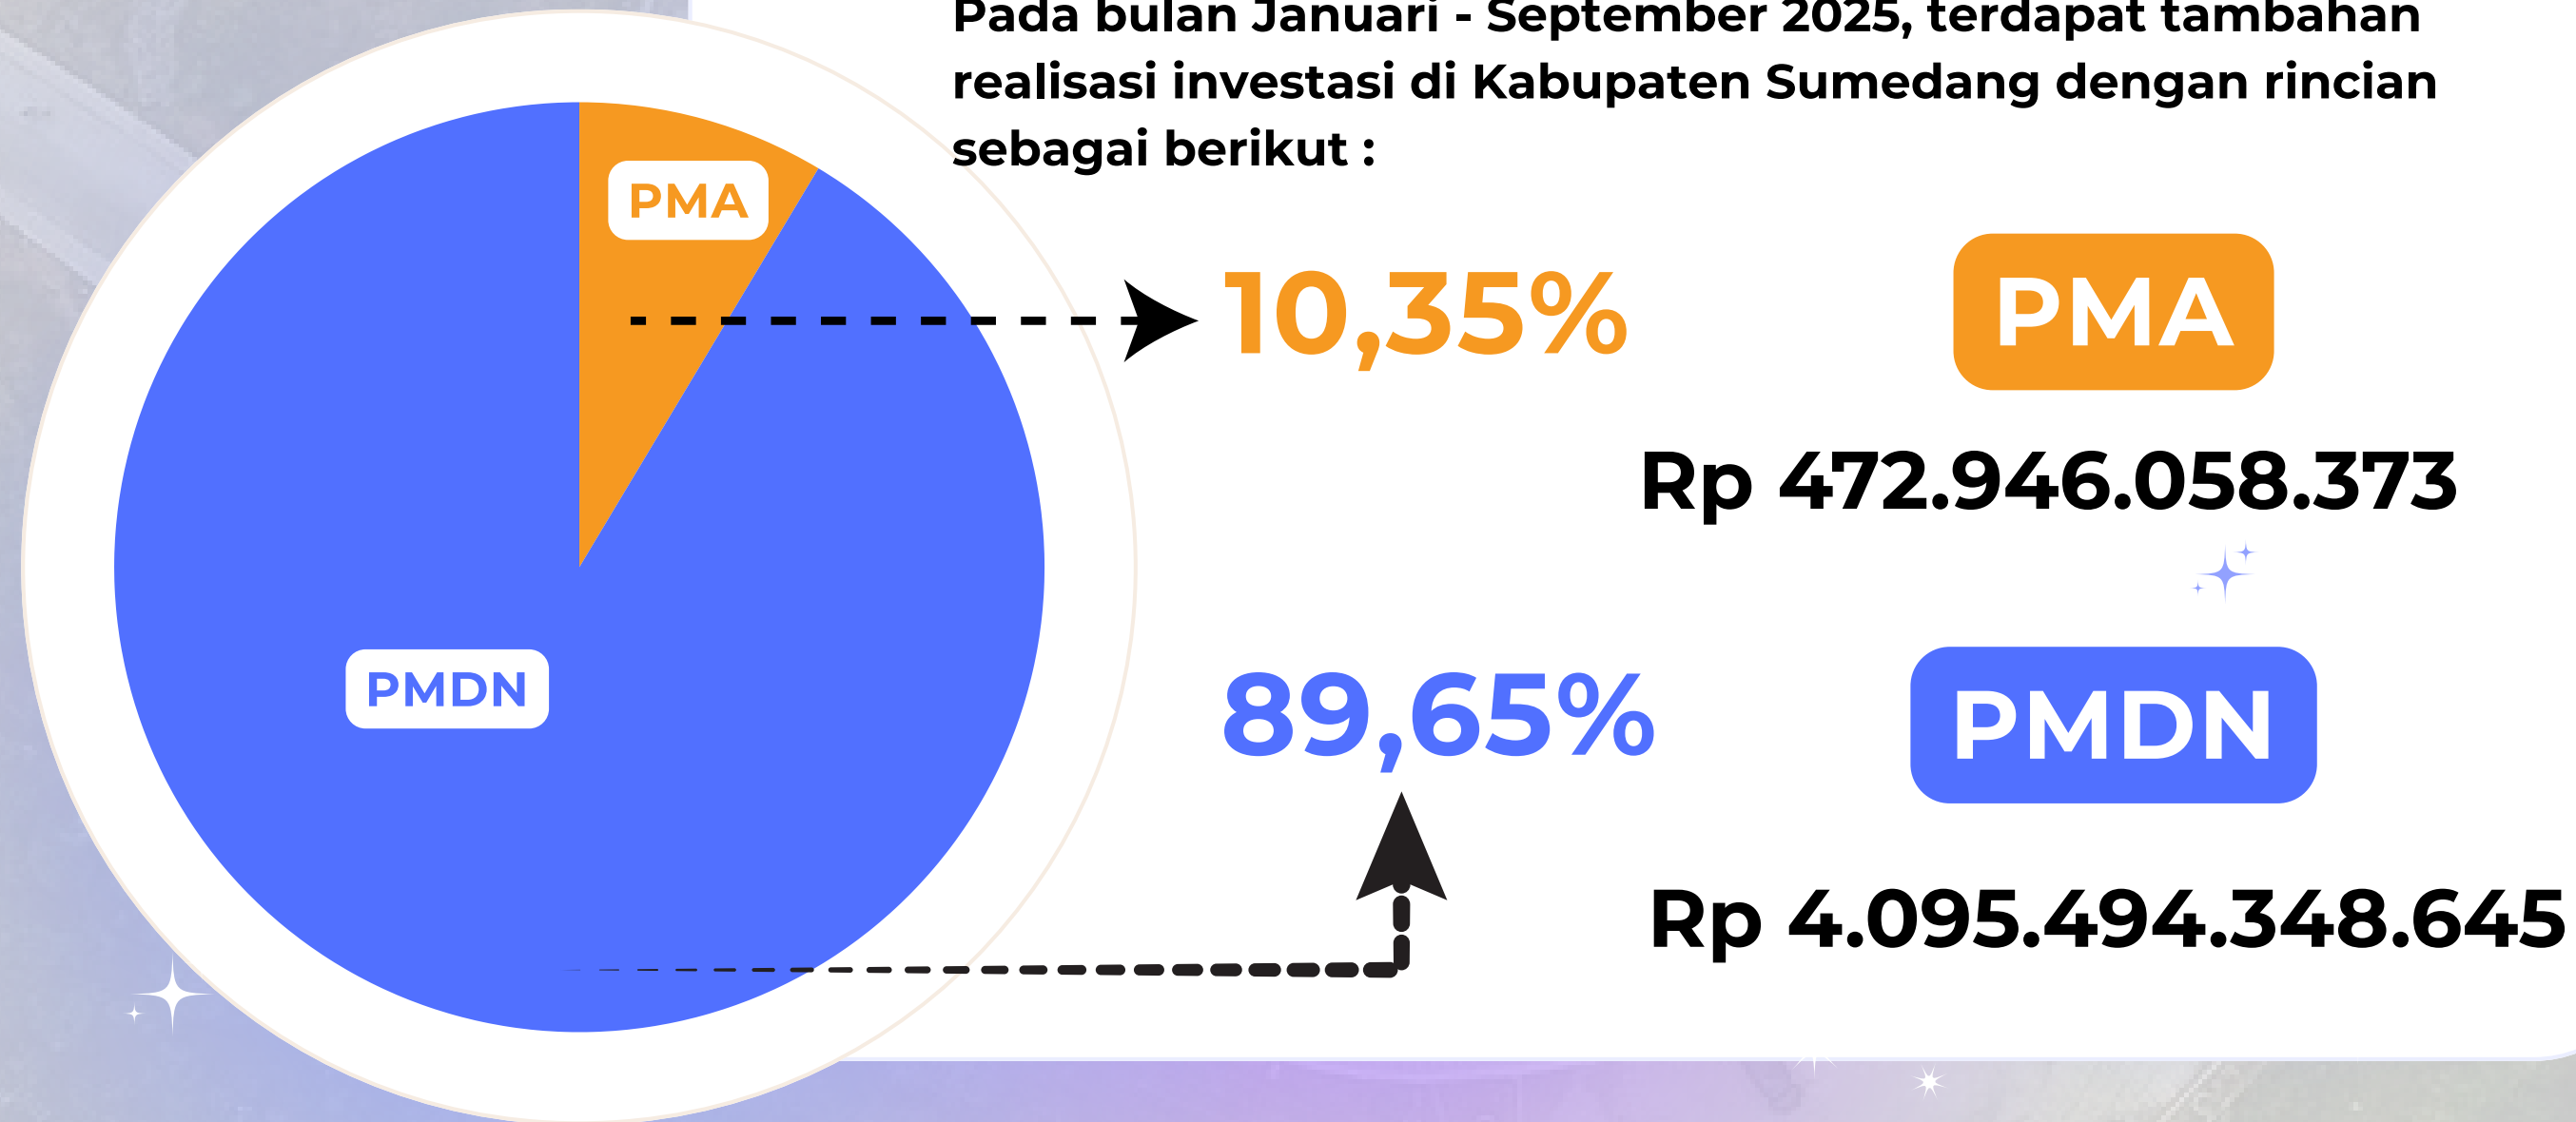 Pada bulan Januari - September 2025, terdapat tambahan
realisasi investasi di Kabupaten Sumedang dengan rincian
sebagai berikut :
PMA
10,35%
PMA
Rp 472.946.058.373
PMDN
89,65%
PMDN
Rp 4.095.494.348.645